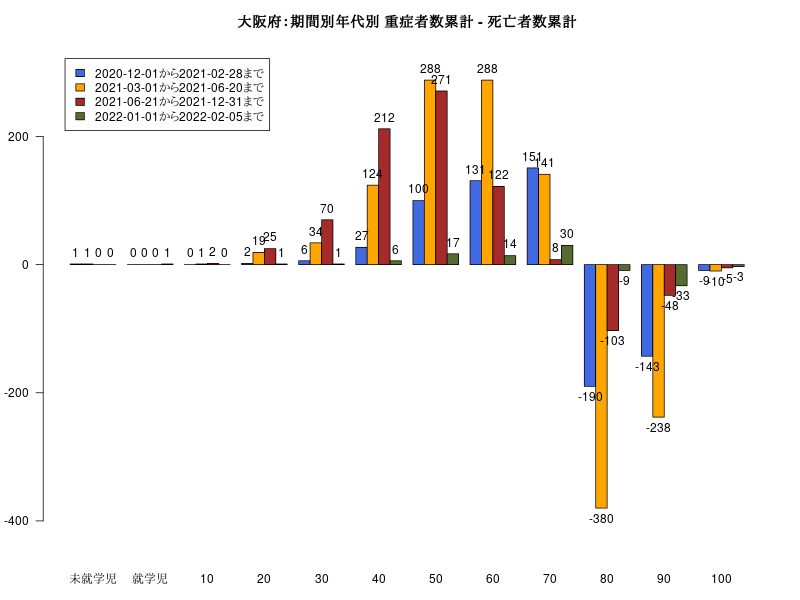 大阪府：期間別年代別 重症者数累計 - 死亡者数累計
2020-12-01から2021-02-28まで
2021-03-01から2021-06-20まで
2021-06-21から2021-12-31まで
2022-01-01から2022-02-05まで
200
0
-200
-400
1 1 0 0
0 0 0 1
0 1 2 0
2 19 25 1
6 34 70 1
27 124 212 6
100 288 271 17
131 288 122 14
151 141 8 30
-190 -380 -103 -9
-143 -238 -48 -33
-9 -10 -5 -3
未就学児 就学児 10 20 30 40 50 60 70 80 90 100